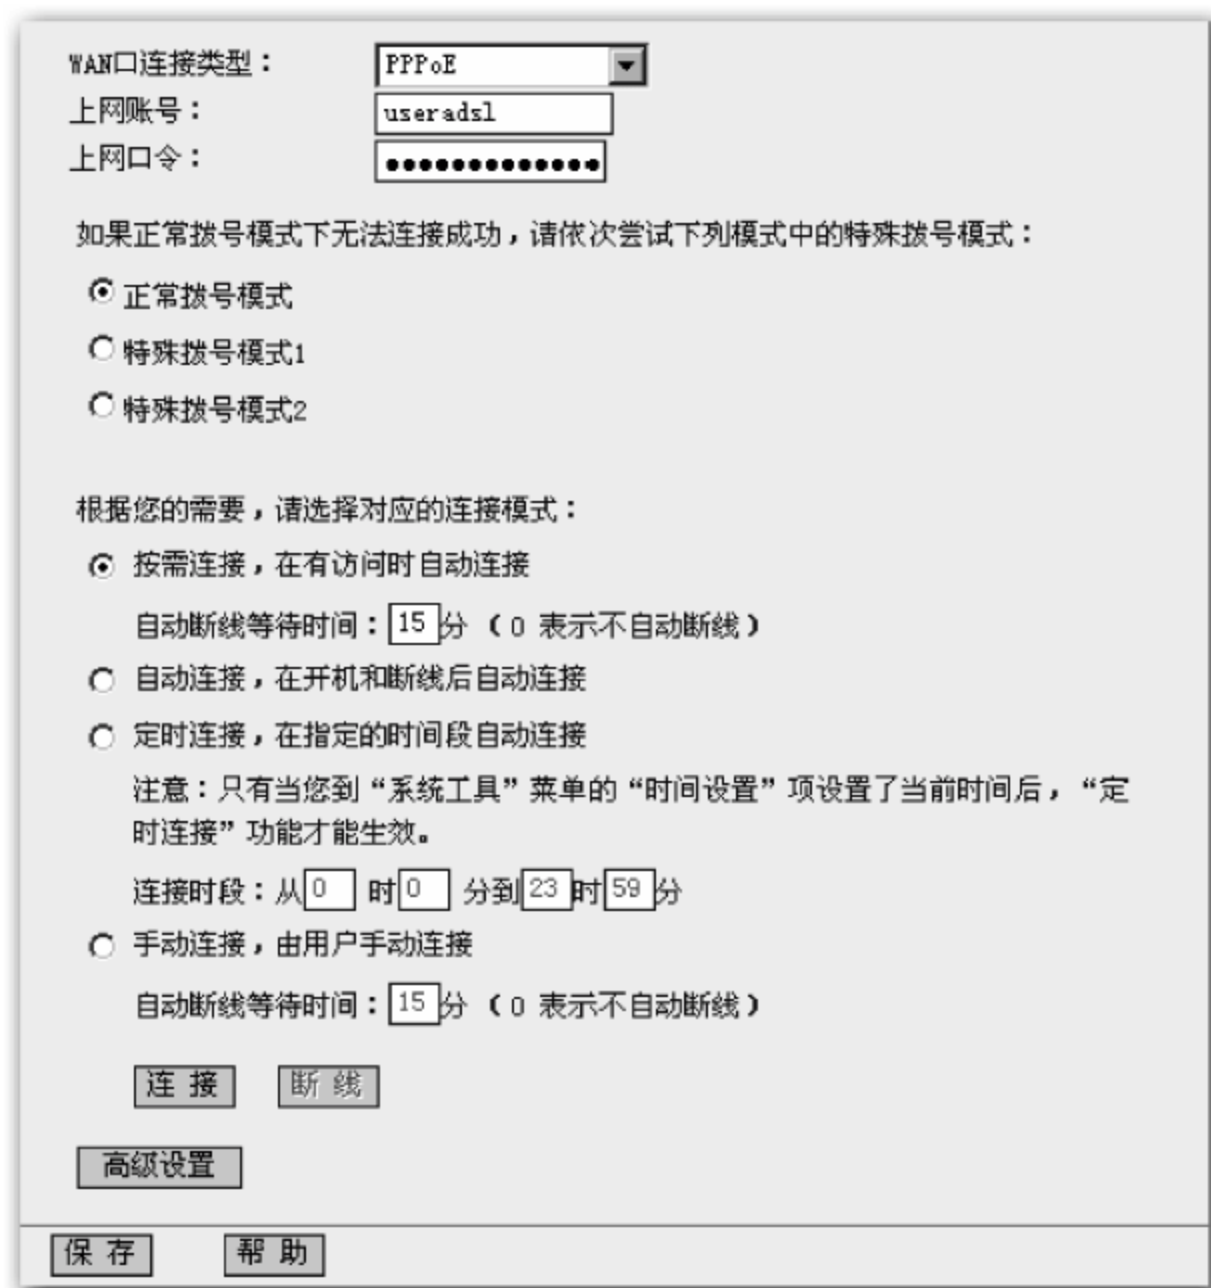 WAN口连接类型：
PPPoE
上网账号：
useradsl
上网口令：
●●●●●●●●●●●●●
如果正常拨号模式下无法连接成功，请依次尝试下列模式中的特殊拨号模式：
正常拨号模式
特殊拨号模式1
特殊拨号模式2
根据您的需要，请选择对应的连接模式：
按需连接，在有访问时自动连接
自动断线等待时间：15分（0 表示不自动断线）
自动连接，在开机和断线后自动连接
定时连接，在指定的时间段自动连接
注意：只有当您到“系统工具”菜单的“时间设置”项设置了当前时间后，“定
时连接”功能才能生效。
连接时段：从0 时0 分到23时59分
手动连接，由用户手动连接
自动断线等待时间：15分（0 表示不自动断线）
连 接 断 线
高级设置
保 存 帮 助